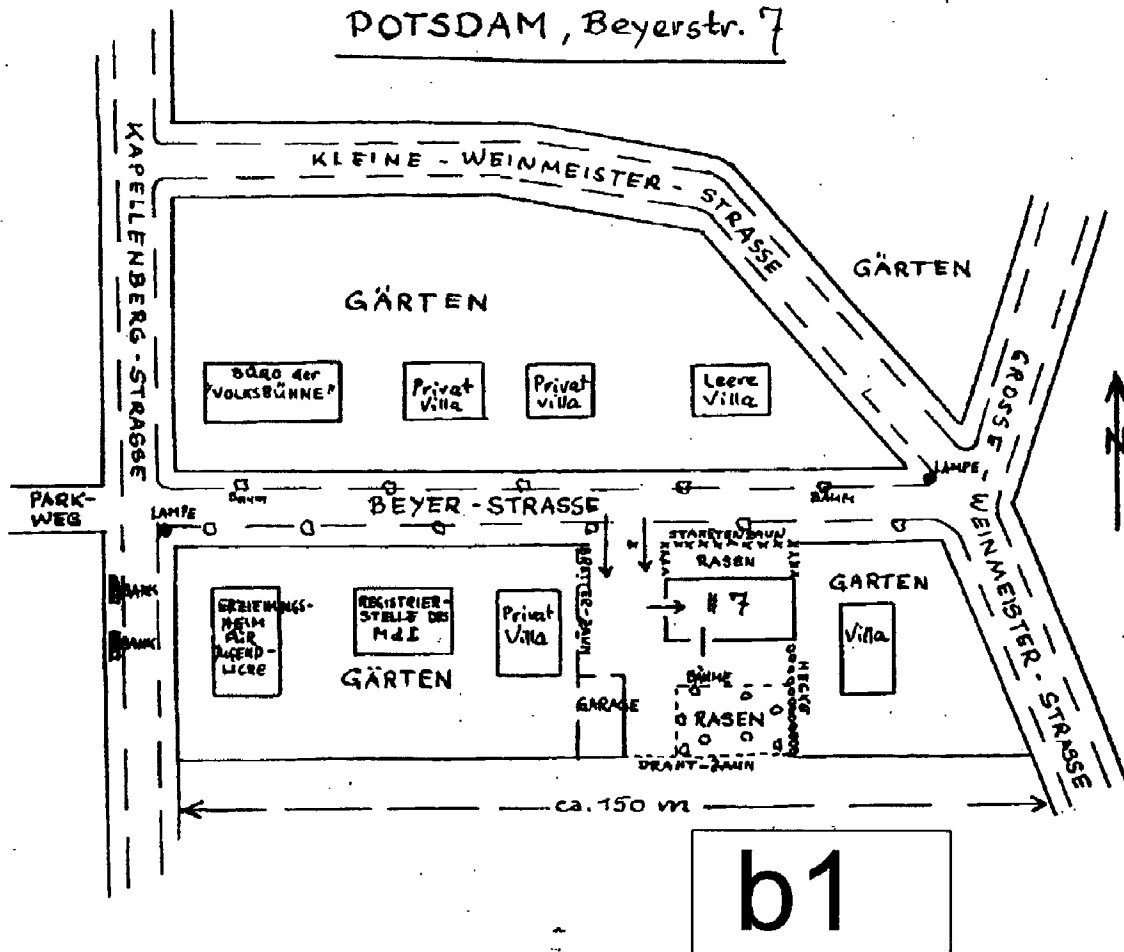 POTSDAM, Beyerstr. 7
KAPELLENBERG-STRASSE
KLEINE-WEINMEISTER-STRASSE
GÄRTEN
GÄRTEN
GROSSE-WEINMEISTER-STRASSE
BÜRO der
"VOLKSBÜHNE"
Privat
Villa
Privat
Villa
Leere
Villa
N
LAMPE
PARK-
WEG
LAMPE
BAUM
BEYER-STRASSE
BAUM
BANK
BANK
ERZIEHUNGS-
HEIM
FÜR
JUGEND-
LICHE
REGISTRIER-
STELLE DES
MdI
Privat
Villa
GÄRTEN
BRETTER-ZAUN
GARAGE
STAKETENZAUN
RASEN
# 7
BÄUME
RASEN
HECKE
DRAHT-ZAUN
GARTEN
Villa
ca. 150 m
b1